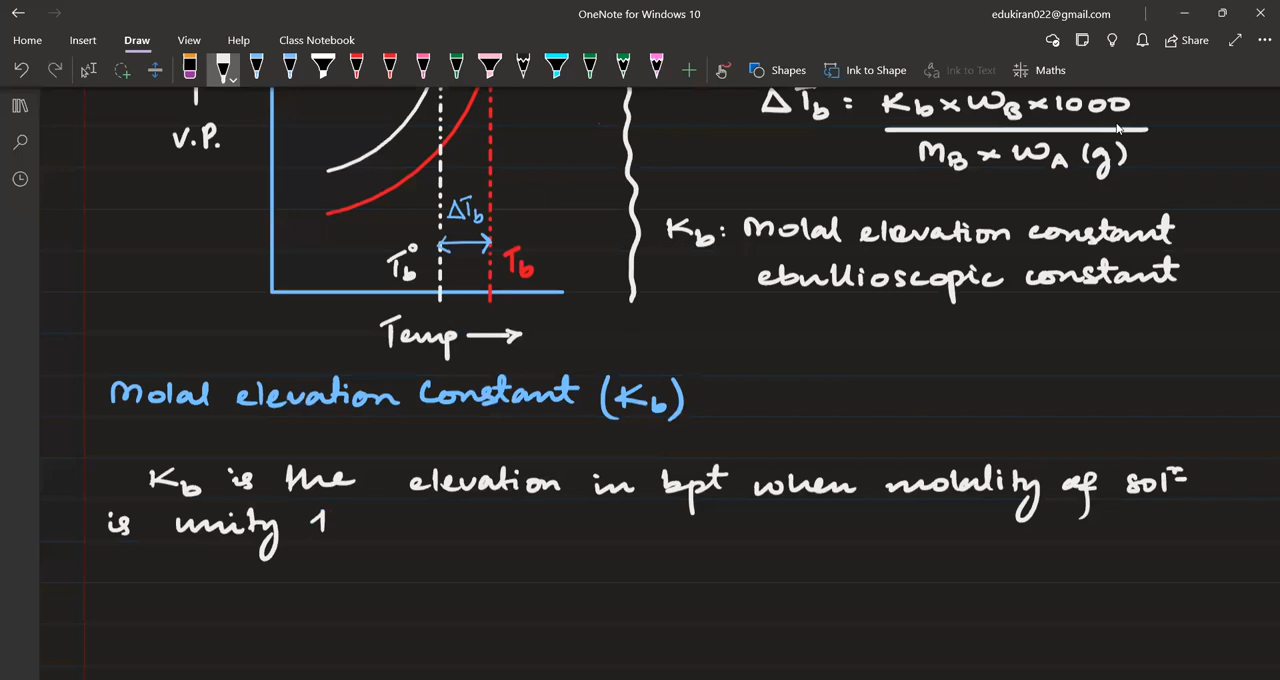 OneNote for Windows 10
edukiran022@gmail.com
Home Insert Draw View Help Class Notebook
Share
Shapes Ink to Shape Ink to Text Maths
V.P.
ΔTb
Tb°
Tb
Temp →
ΔTb = Kb × WB × 1000
MB × WA (g)
Kb: Molal elevation constant
ebullioscopic constant
Molal elevation constant (Kb)
Kb is the elevation in bpt when molality of solⁿ
is unity 1